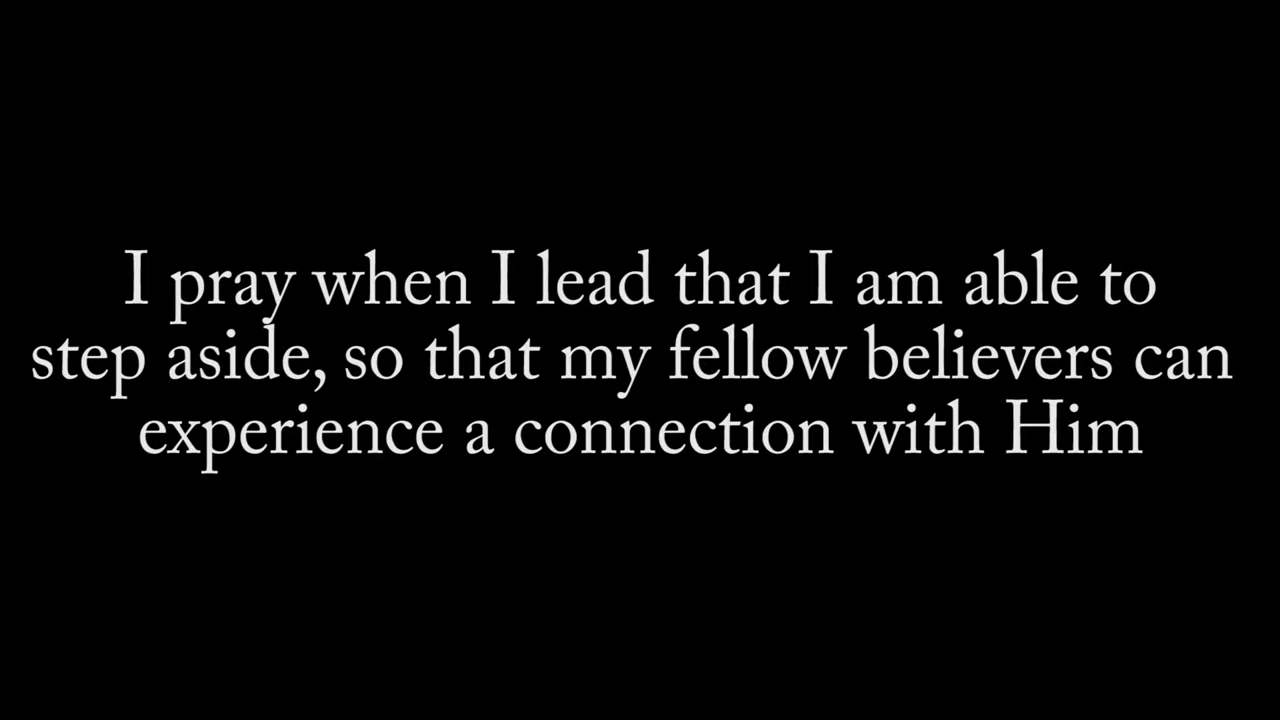 I pray when I lead that I am able to
step aside, so that my fellow believers can
experience a connection with Him